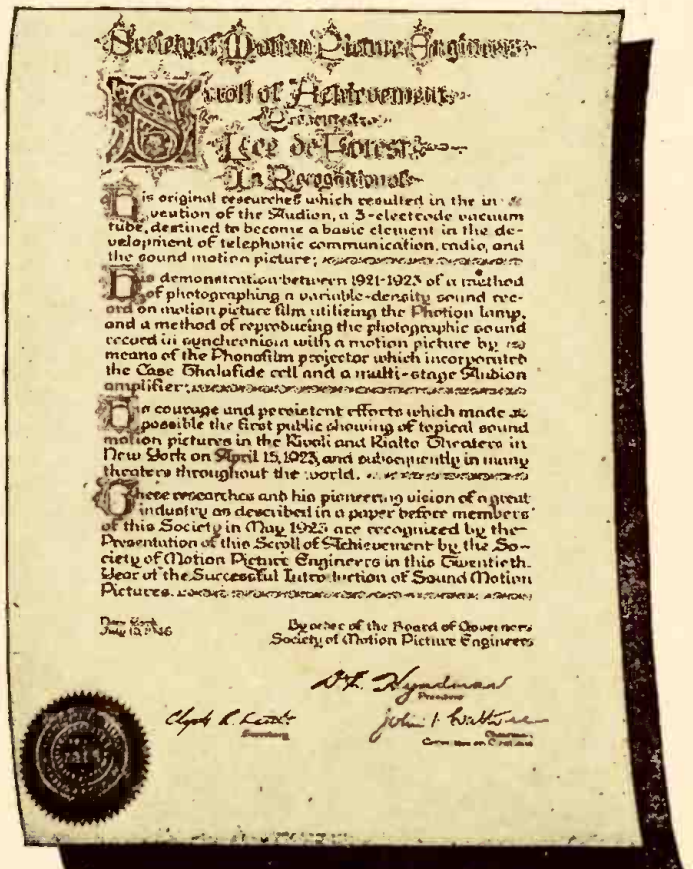 Society of Motion Picture Engineers
Scroll of Achievement
Presented to
Lee de Forest
In Recognition of
His original researches which resulted in the in-
vention of the Audion, a 3-electrode vacuum
tube, destined to become a basic element in the de-
velopment of telephonic communication, radio, and
the sound motion picture;
His demonstration between 1921-1923 of a method
of photographing a variable-density sound rec-
ord on motion picture film utilizing the Photion lamp,
and a method of reproducing the photographic sound
record in synchronism with a motion picture by
means of the Phonofilm projector which incorporated
the Case Thalofide cell and a multi-stage Audion
amplifier;
His courage and persistent efforts which made
possible the first public showing of topical sound
motion pictures in the Rivoli and Rialto Theaters in
New York on April 15, 1923, and subsequently in many
theaters throughout the world.
These researches and his pioneering vision of a great
industry as described in a paper before members
of this Society in May 1923 are recognized by the
Presentation of this Scroll of Achievement by the So-
ciety of Motion Picture Engineers in this Twentieth
Year of the Successful Introduction of Sound Motion
Pictures.
New York
July 10, 1946
By order of the Board of Governors
Society of Motion Picture Engineers
D.E. Hyndman
President
Clyde R.
Secretary
John I.
Chairman